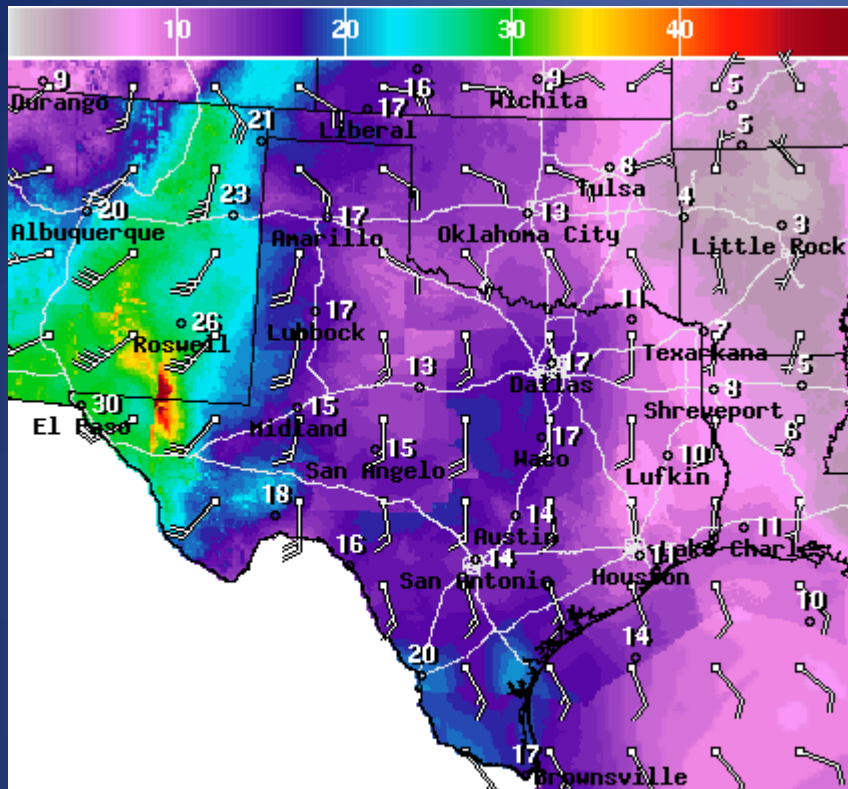 10 20 30 40
9 16 9 5
Durango 17 Wichita
21 Liberal 5
8
Tulsa
20 23 17 13 4 3
Albuquerque Amarillo Oklahoma City Little Rock
26 17 11 7
Roswell Lubbock Texarkana
13 17 5
Dallas 8
30 15 Shreveport
El Paso Midland 17 6
15 Waco 10
San Angelo Lufkin
18 14 11
Austin Lake Charles
16 14 11
San Antonio Houston
10
20 14
17
Brownsville